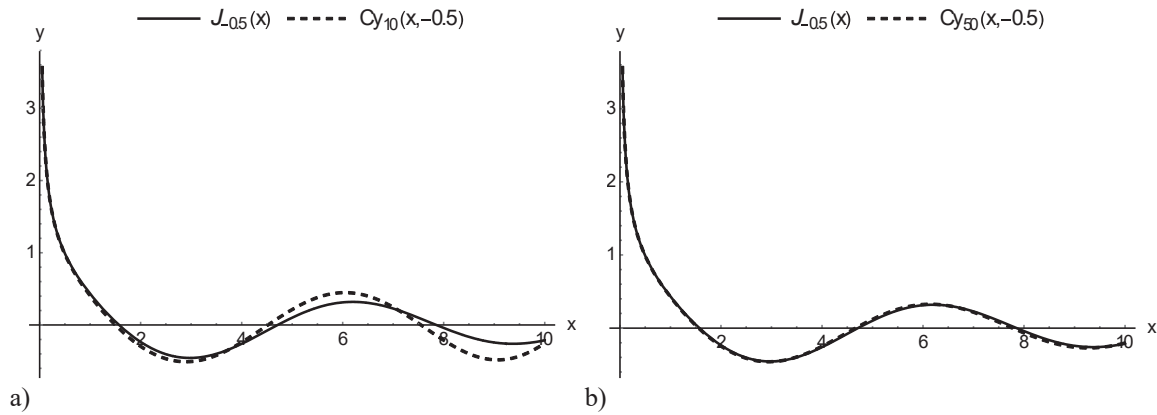 J₋₀.₅(x) Cy₁₀(x,−0.5)
y
3
2
1
2 4 6 8 10 x
a)
J₋₀.₅(x) Cy₅₀(x,−0.5)
y
3
2
1
2 4 6 8 10 x
b)